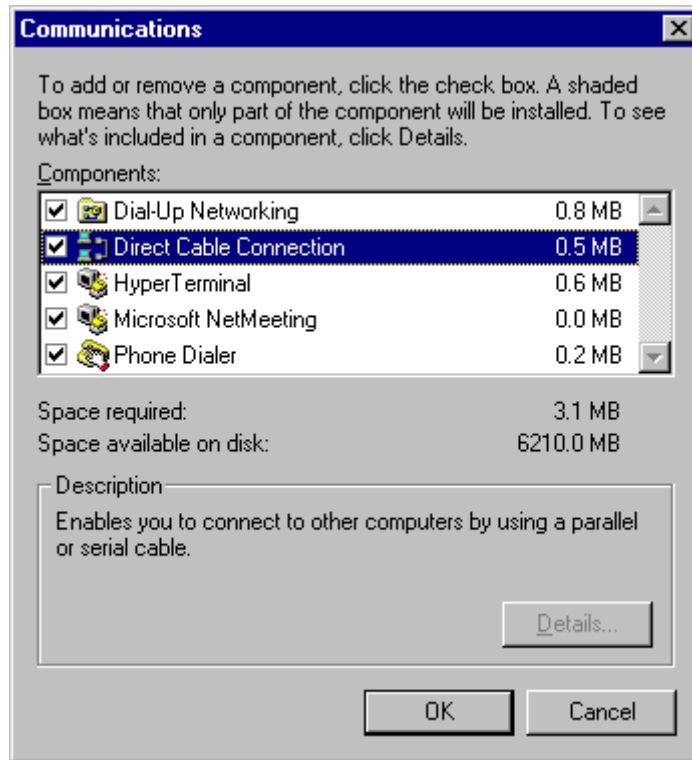 Communications
To add or remove a component, click the check box. A shaded
box means that only part of the component will be installed. To see
what's included in a component, click Details.
Components:
Dial-Up Networking 0.8 MB
Direct Cable Connection 0.5 MB
HyperTerminal 0.6 MB
Microsoft NetMeeting 0.0 MB
Phone Dialer 0.2 MB
Space required: 3.1 MB
Space available on disk: 6210.0 MB
Description
Enables you to connect to other computers by using a parallel
or serial cable.
Details...
OK Cancel